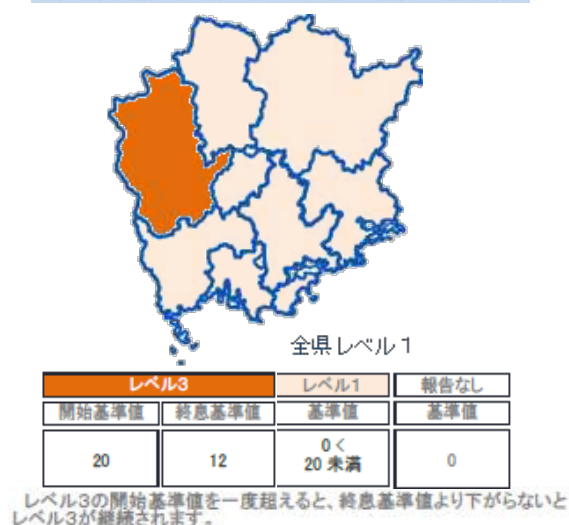 全県レベル1
レベル3 レベル1 報告なし
開始基準値 終息基準値 基準値 基準値
20 12 0<
20 未満 0
レベル3の開始基準値を一度超えると、終息基準値より下がらないと
レベル3が継続されます。